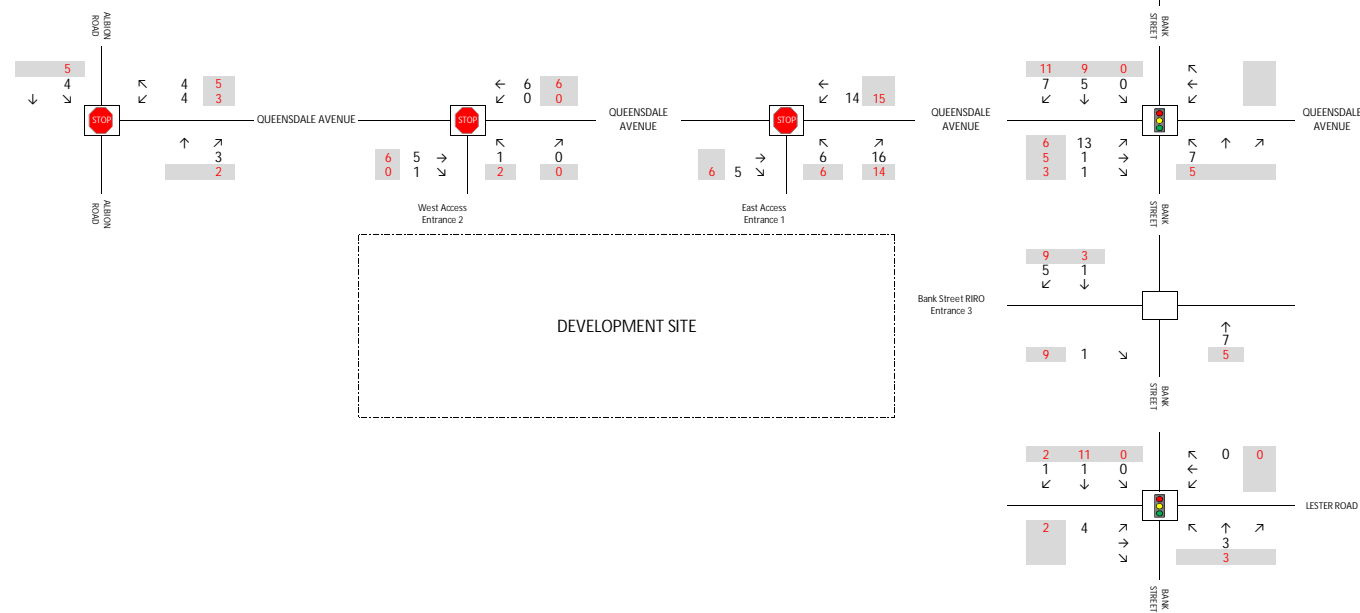 ALBION
ROAD
5
4
↓ ↘
↖ 4 5
↙ 4 3
STOP
QUEENSDALE AVENUE
↑ ↗
3
2
ALBION
ROAD
← 6 6
↙ 0 0
STOP
QUEENSDALE
AVENUE
6 5 →
0 1 ↘
↖ ↗
1 0
2 0
West Access
Entrance 2
←
↙ 14 15
STOP
QUEENSDALE
AVENUE
→
6 5 ↘
↖ ↗
6 16
6 14
East Access
Entrance 1
BANK
STREET
11 9 0
7 5 0
↙ ↓ ↘
↖
←
↙
QUEENSDALE
AVENUE
6 13 ↗
5 1 →
3 1 ↘
↖ ↑ ↗
7
5
BANK
STREET
DEVELOPMENT SITE
9 3
5 1
↙ ↓
Bank Street RIRO
Entrance 3
9 1 ↘
↑
7
5
BANK
STREET
2 11 0
1 1 0
↙ ↓ ↘
↖ 0 0
←
↙
LESTER ROAD
2 4 ↗
→
↘
↖ ↑ ↗
3
3
BANK
STREET